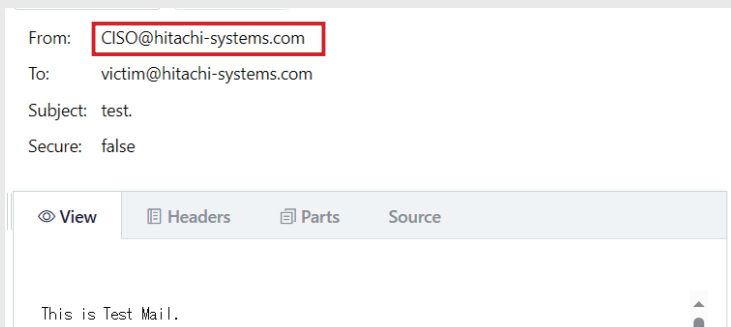 From: CISO@hitachi-systems.com
To: victim@hitachi-systems.com
Subject: test.
Secure: false
View Headers Parts Source
This is Test Mail.